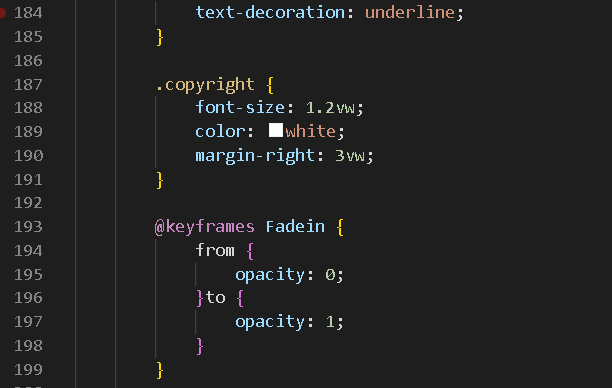 184 text-decoration: underline;
185 }
186
187 .copyright {
188 font-size: 1.2vw;
189 color: white;
190 margin-right: 3vw;
191 }
192
193 @keyframes Fadein {
194 from {
195 opacity: 0;
196 }to {
197 opacity: 1;
198 }
199 }